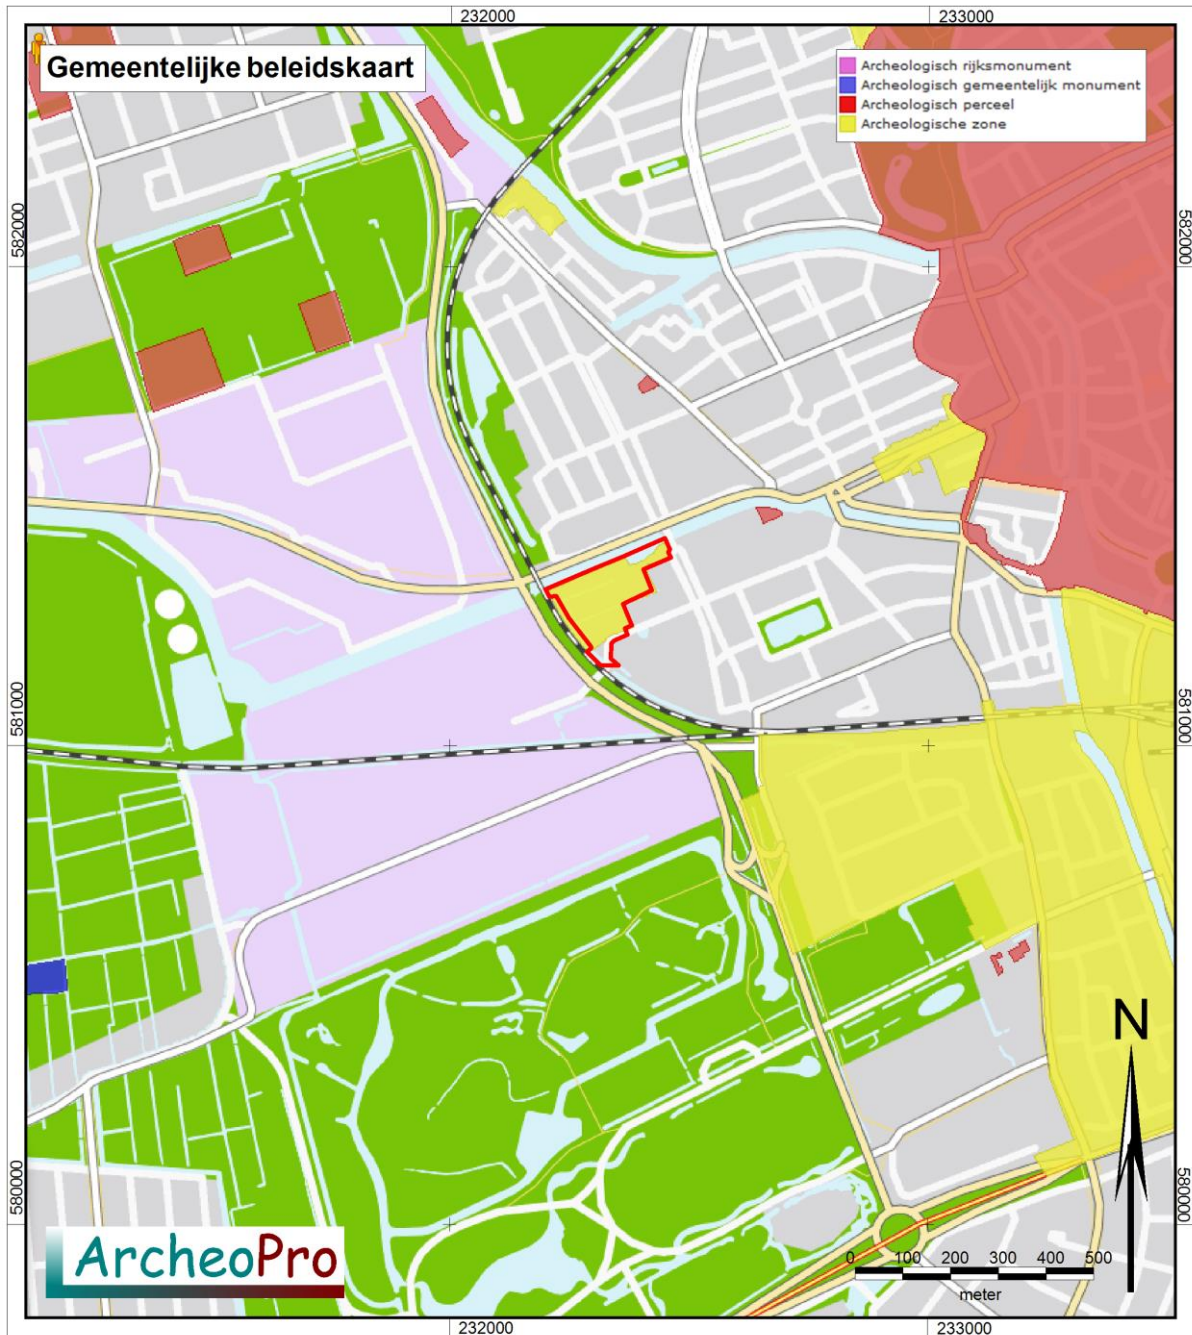 232000
233000
Gemeentelijke beleidskaart
Archeologisch rijksmonument
Archeologisch gemeentelijk monument
Archeologisch perceel
Archeologische zone
582000
582000
581000
581000
580000
580000
N
ArcheoPro
0 100 200 300 400 500
meter
232000
233000